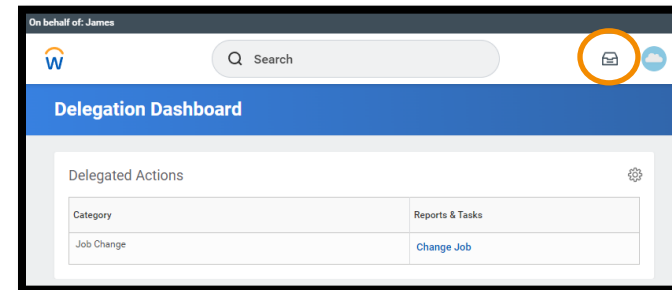 On behalf of: James
W
Search
Delegation Dashboard
Delegated Actions
Category Reports & Tasks
Job Change Change Job